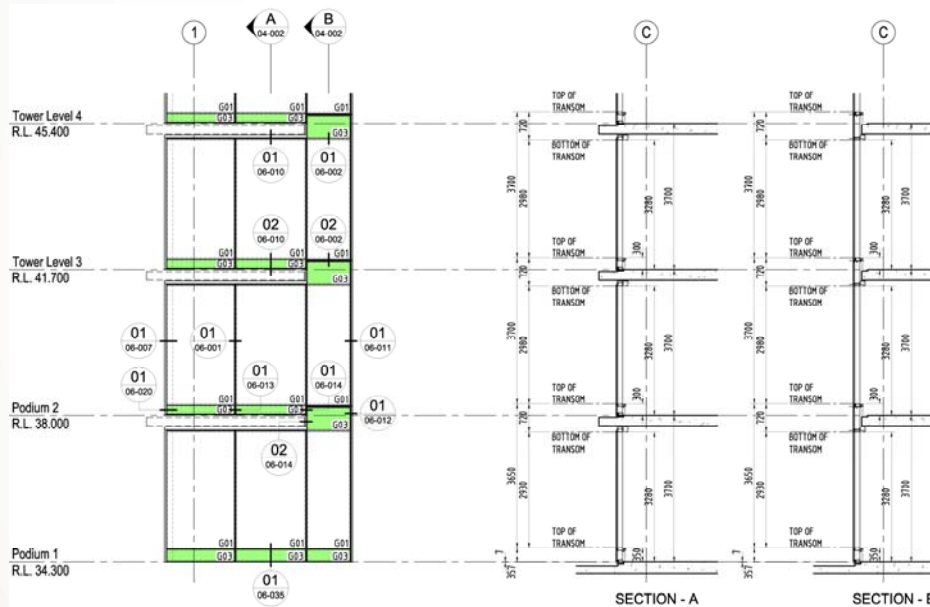 1
A
04-002
B
04-002
C
C
Tower Level 4
R.L. 45.400
G01
G01
G01
G03
G03
G03
01
06-010
01
06-002
02
06-010
02
06-002
Tower Level 3
R.L. 41.700
G01
G01
G01
G03
G03
G03
01
06-007
01
06-001
01
06-011
01
06-020
01
06-013
01
06-014
01
06-012
Podium 2
R.L. 38.000
G01
G01
G03
G03
G03
02
06-014
Podium 1
R.L. 34.300
G01
G01
G01
G03
G03
G03
01
06-035
TOP OF
TRANSOM
720
BOTTOM OF
TRANSOM
3700
2980
3280
3700
TOP OF
TRANSOM
300
720
BOTTOM OF
TRANSOM
3700
2980
3280
3700
TOP OF
TRANSOM
300
720
BOTTOM OF
TRANSOM
3650
2930
3280
3700
TOP OF
TRANSOM
7
350
357
SECTION - A
TOP OF
TRANSOM
720
BOTTOM OF
TRANSOM
3700
2980
3280
3700
TOP OF
TRANSOM
300
720
BOTTOM OF
TRANSOM
3700
2980
3280
3700
TOP OF
TRANSOM
300
720
BOTTOM OF
TRANSOM
3650
2930
3280
3700
TOP OF
TRANSOM
7
350
357
SECTION - B